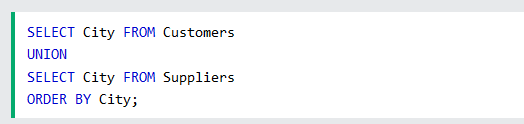 SELECT City FROM Customers
UNION
SELECT City FROM Suppliers
ORDER BY City;